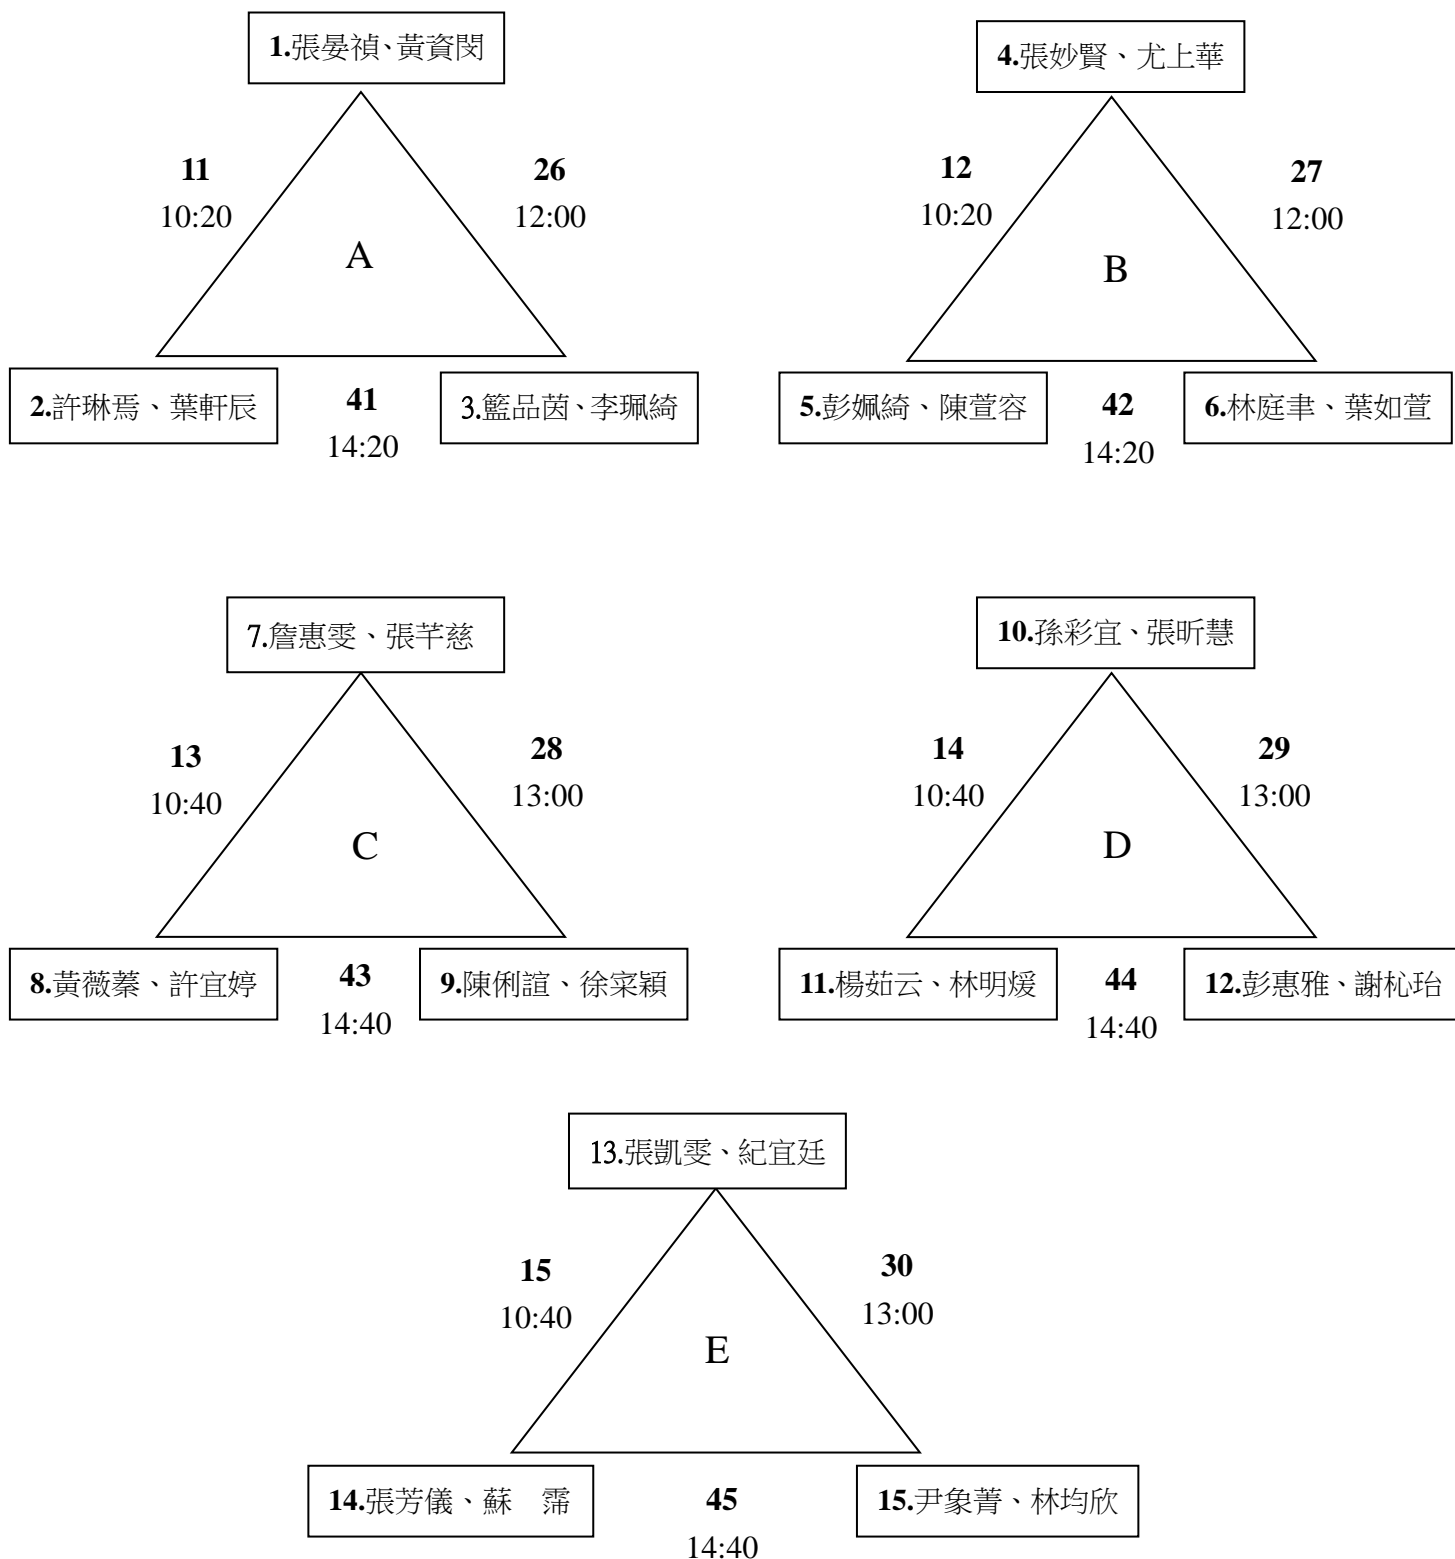 1.張晏禎、黃資閔
4.張妙賢、尤上華
11
10:20
26
12:00
A
12
10:20
27
12:00
B
2.許琳焉、葉軒辰
41
14:20
3.籃品茵、李珮綺
5.彭姵綺、陳萱容
42
14:20
6.林庭聿、葉如萱
7.詹惠雯、張芊慈
10.孫彩宜、張昕慧
13
10:40
28
13:00
C
14
10:40
29
13:00
D
8.黃薇蓁、許宜婷
43
14:40
9.陳俐諠、徐寀穎
11.楊茹云、林明煖
44
14:40
12.彭惠雅、謝杺珆
13.張凱雯、紀宜廷
15
10:40
30
13:00
E
14.張芳儀、蘇　霈
45
14:40
15.尹象菁、林均欣